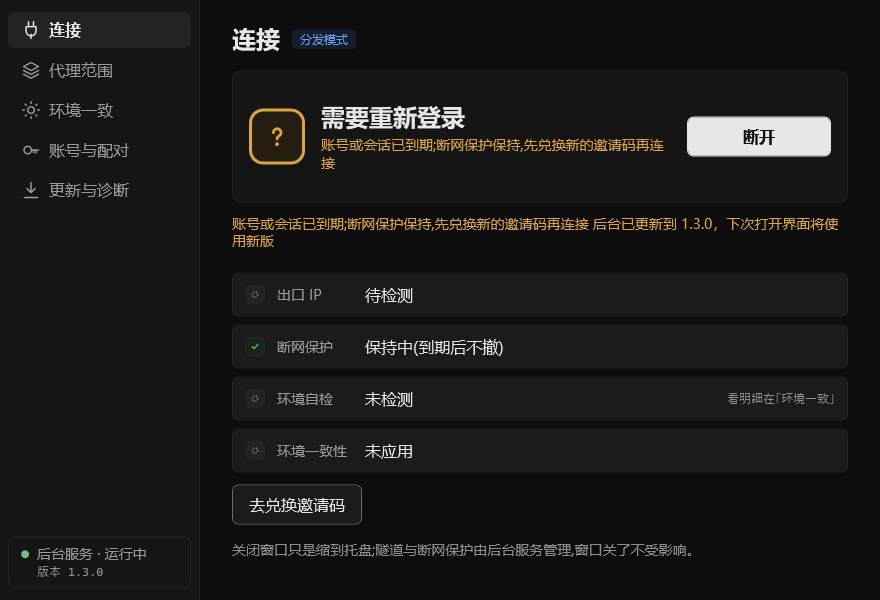 连接
代理范围
环境一致
账号与配对
更新与诊断
后台服务 · 运行中
版本 1.3.0
连接 分发模式
?
需要重新登录
账号或会话已到期;断网保护保持,先兑换新的邀请码再连
接
断开
账号或会话已到期;断网保护保持,先兑换新的邀请码再连接 后台已更新到 1.3.0，下次打开界面将使
用新版
出口 IP 待检测
断网保护 保持中(到期后不撤)
环境自检 未检测 看明细在「环境一致」
环境一致性 未应用
去兑换邀请码
关闭窗口只是缩到托盘;隧道与断网保护由后台服务管理,窗口关了不受影响。